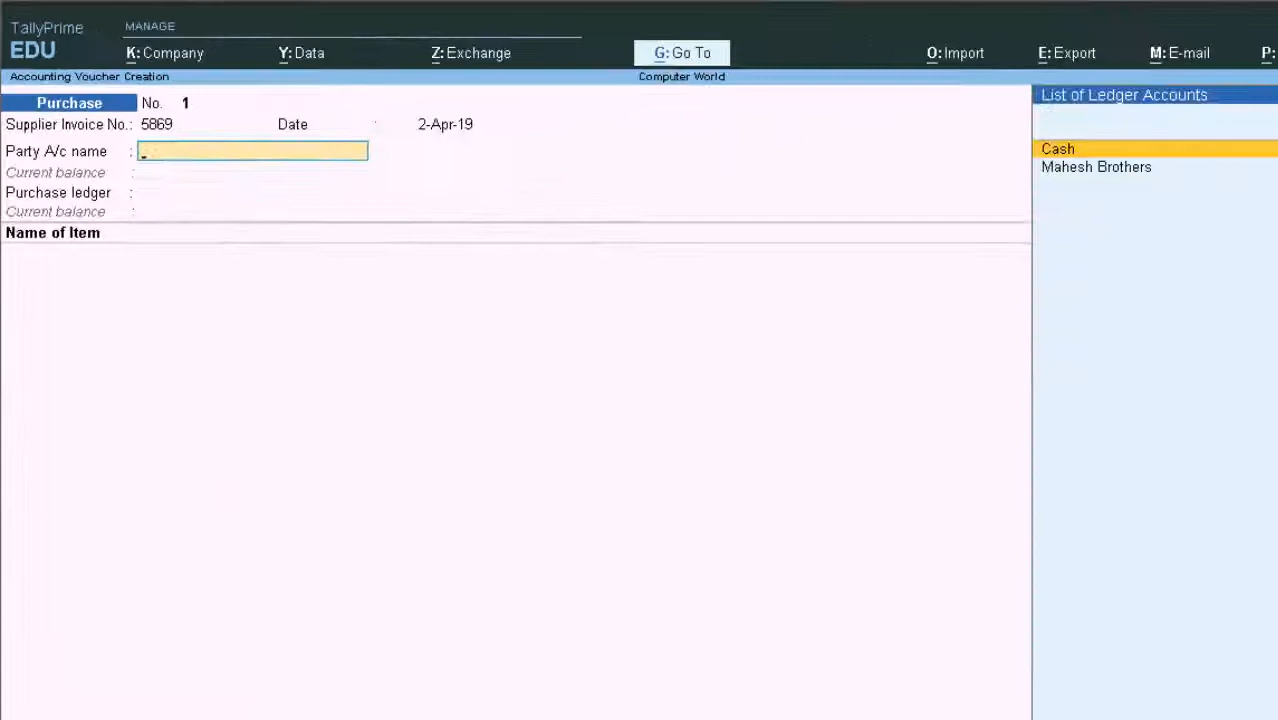 TallyPrime
MANAGE
EDU
K: Company
Y: Data
Z: Exchange
G: Go To
O: Import
E: Export
M: E-mail
P:
Accounting Voucher Creation
Computer World
Purchase No. 1
Supplier Invoice No.: 5869 Date : 2-Apr-19
Party A/c name :
Current balance :
Purchase ledger :
Current balance :
Name of Item
List of Ledger Accounts
Cash
Mahesh Brothers